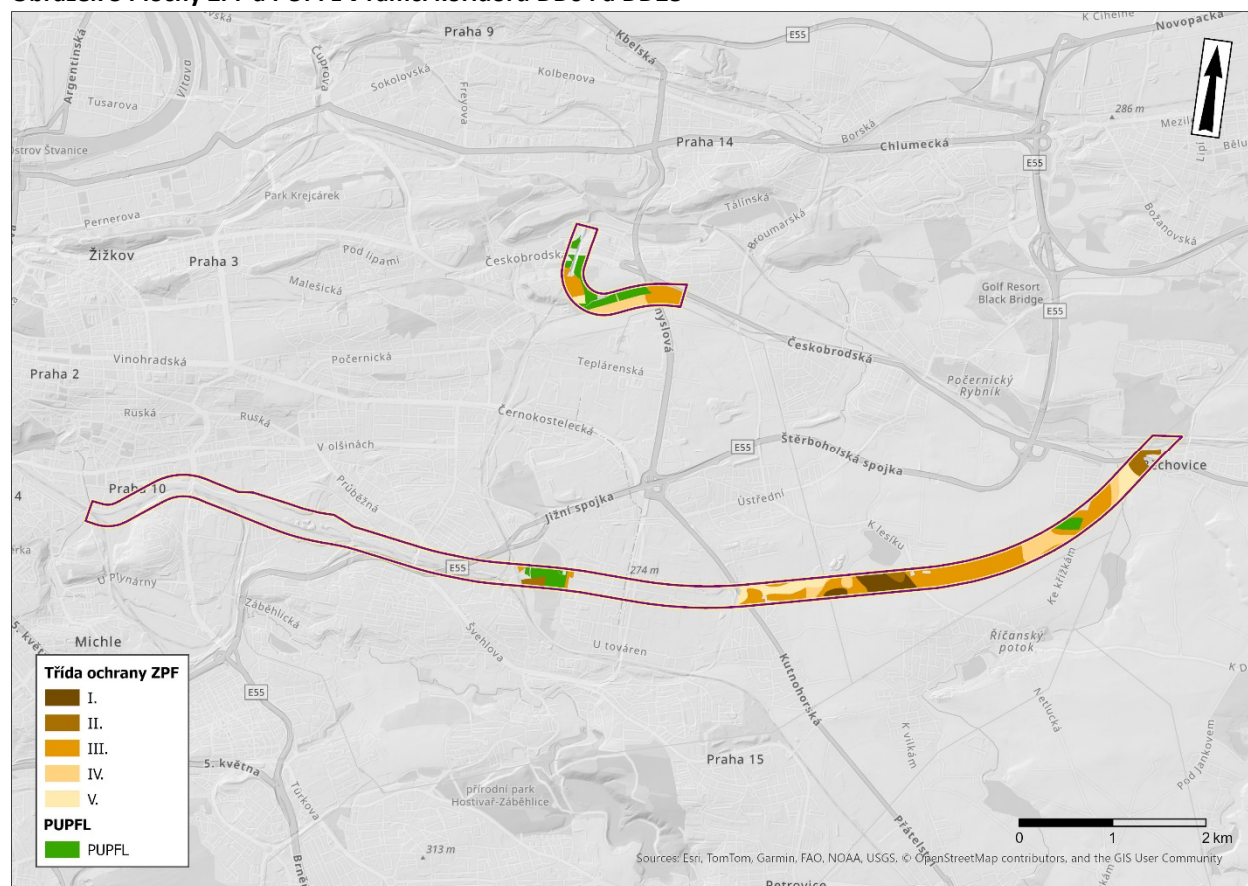 K Cihelně
Praha 9
Novopacká
E55
Kbelská
Čuprova
Argentinská
Vltava
Sokolovská
Kolbenova
Freyova
Tusarova
286 m
Borská
Praha 14
Chlumecká
Ostrov Štvanice
E55
Park Krejcárek
Tálínská
Pernerova
Broumarská
Božanovská
Pod lipami
Českobrodská
Žižkov
Praha 3
Malešická
Golf Resort
Black Bridge
E55
Vinohradská
Počernická
Teplárenská
Českobrodská
Praha 2
Počernický
Rybník
Ruská
Ruská
Černokostelecká
V olšinách
E55
Štěrboholská spojka
Průběžná
Praha 10
4
Ústřední
Jižní spojka
K lesíku
E55
274 m
U Plynárny
Ke křížkám
Záběhlická
Švehlova
U továren
Říčanský
potok
Michle
5. května
Kutnohorská
Netlucká
E55
K vilkám
Třída ochrany ZPF
I.
II.
III.
IV.
V.
PUPFL
PUPFL
5. května
Praha 15
Pod Jankovem
přírodní park
Hostivař-Záběhlice
Türkova
313 m
0 1 2 km
Sources: Esri, TomTom, Garmin, FAO, NOAA, USGS, © OpenStreetMap contributors, and the GIS User Community